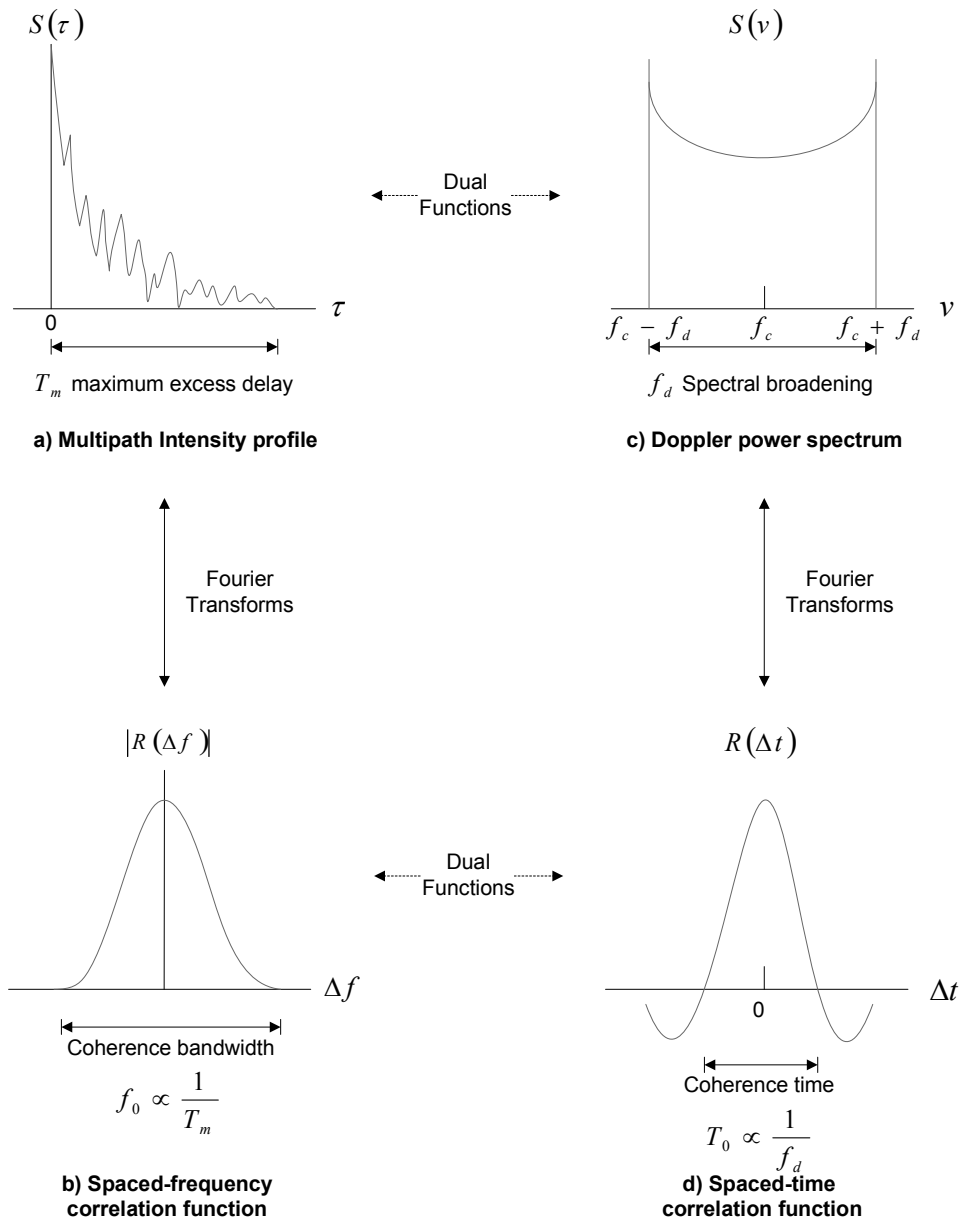 S(τ)
0
τ
T_m maximum excess delay
a) Multipath Intensity profile
Dual
Functions
S(v)
f_c − f_d
f_c
f_c + f_d
v
f_d Spectral broadening
c) Doppler power spectrum
Fourier
Transforms
Fourier
Transforms
|R(Δf)|
Δf
Coherence bandwidth
f_0 ∝ 1/T_m
b) Spaced-frequency
correlation function
Dual
Functions
R(Δt)
0
Δt
Coherence time
T_0 ∝ 1/f_d
d) Spaced-time
correlation function